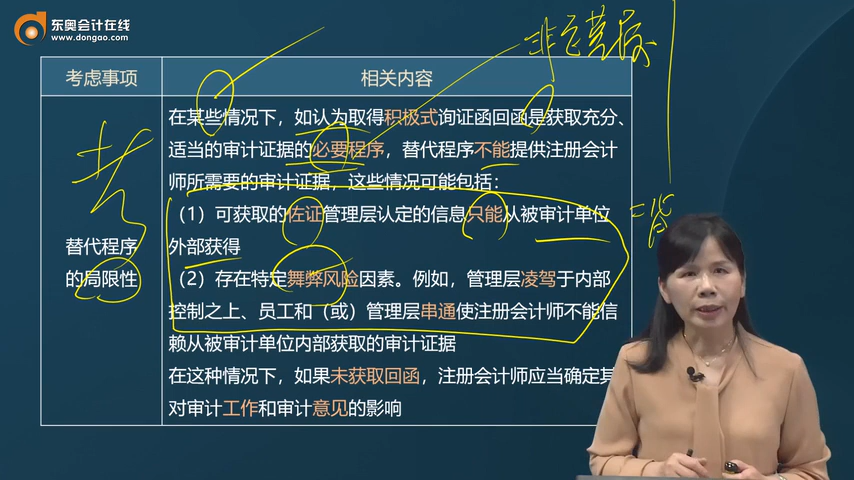 东奥会计在线
www.dongao.com
考虑事项
相关内容
替代程序
的局限性
在某些情况下，如认为取得积极式询证函回函是获取充分、
适当的审计证据的必要程序，替代程序不能提供注册会计
师所需要的审计证据，这些情况可能包括：
（1）可获取的佐证管理层认定的信息只能从被审计单位
外部获得
（2）存在特定舞弊风险因素。例如，管理层凌驾于内部
控制之上、员工和（或）管理层串通使注册会计师不能信
赖从被审计单位内部获取的审计证据
在这种情况下，如果未获取回函，注册会计师应当确定其
对审计工作和审计意见的影响